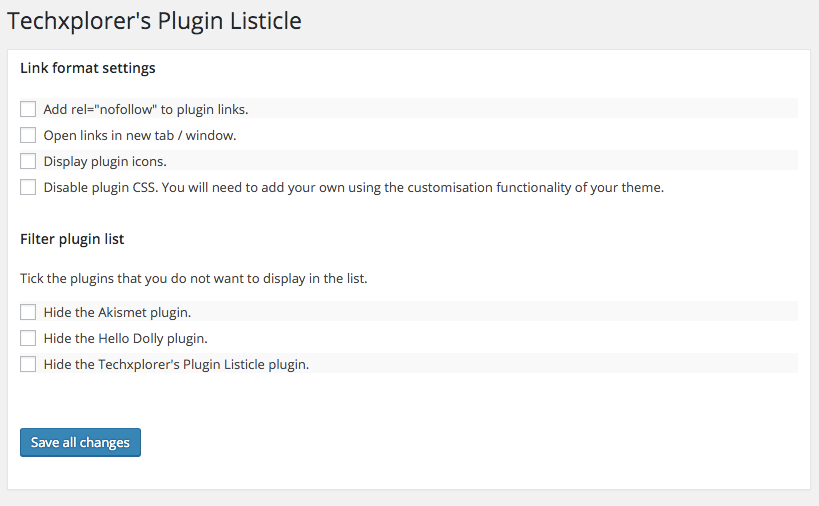 Techxplorer's Plugin Listicle
Link format settings
Add rel="nofollow" to plugin links.
Open links in new tab / window.
Display plugin icons.
Disable plugin CSS. You will need to add your own using the customisation functionality of your theme.
Filter plugin list
Tick the plugins that you do not want to display in the list.
Hide the Akismet plugin.
Hide the Hello Dolly plugin.
Hide the Techxplorer's Plugin Listicle plugin.
Save all changes